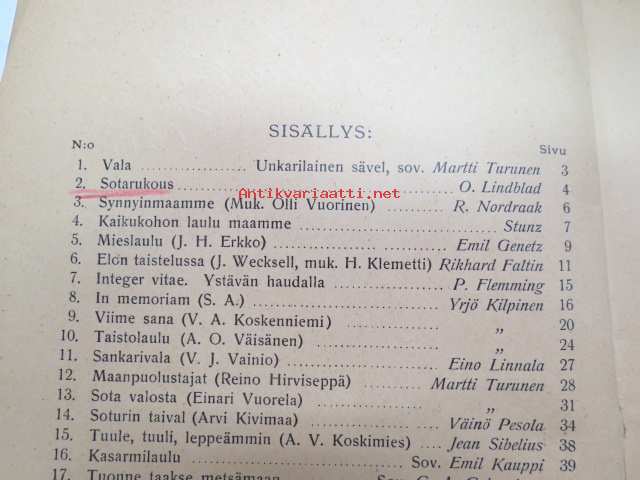 SISÄLLYS:
N:o Sivu
1. Vala .................. Unkarilainen sävel, sov. Martti Turunen 3
2. Sotarukous .................. O. Lindblad 4
Antikvariaatti.net
3. Synnyinmaamme (Muk. Olli Vuorinen) .......... R. Nordraak 6
4. Kaikukohon laulu maamme .................. Stunz 7
5. Mieslaulu (J. H. Erkko) .................. Emil Genetz 9
6. Elon taistelussa (J. Wecksell, muk. H. Klemetti) Rikhard Faltin 11
7. Integer vitae. Ystävän haudalla .................. P. Flemming 15
8. In memoriam (S. A.) .................. Yrjö Kilpinen 16
9. Viime sana (V. A. Koskenniemi) .................. „ 20
10. Taistolaulu (A. O. Väisänen) .................. „ 24
11. Sankarivala (V. J. Vainio) .................. Eino Linnala 27
12. Maanpuolustajat (Reino Hirviseppä) .......... Martti Turunen 28
13. Sota valosta (Einari Vuorela) .................. „ 31
14. Soturin taival (Arvi Kivimaa) .................. Väinö Pesola 34
15. Tuule, tuuli, leppeämmin (A. V. Koskimies) .... Jean Sibelius 38
16. Kasarmilaulu .................. Sov. Emil Kauppi 39
17. Tuonne taakse metsämaan